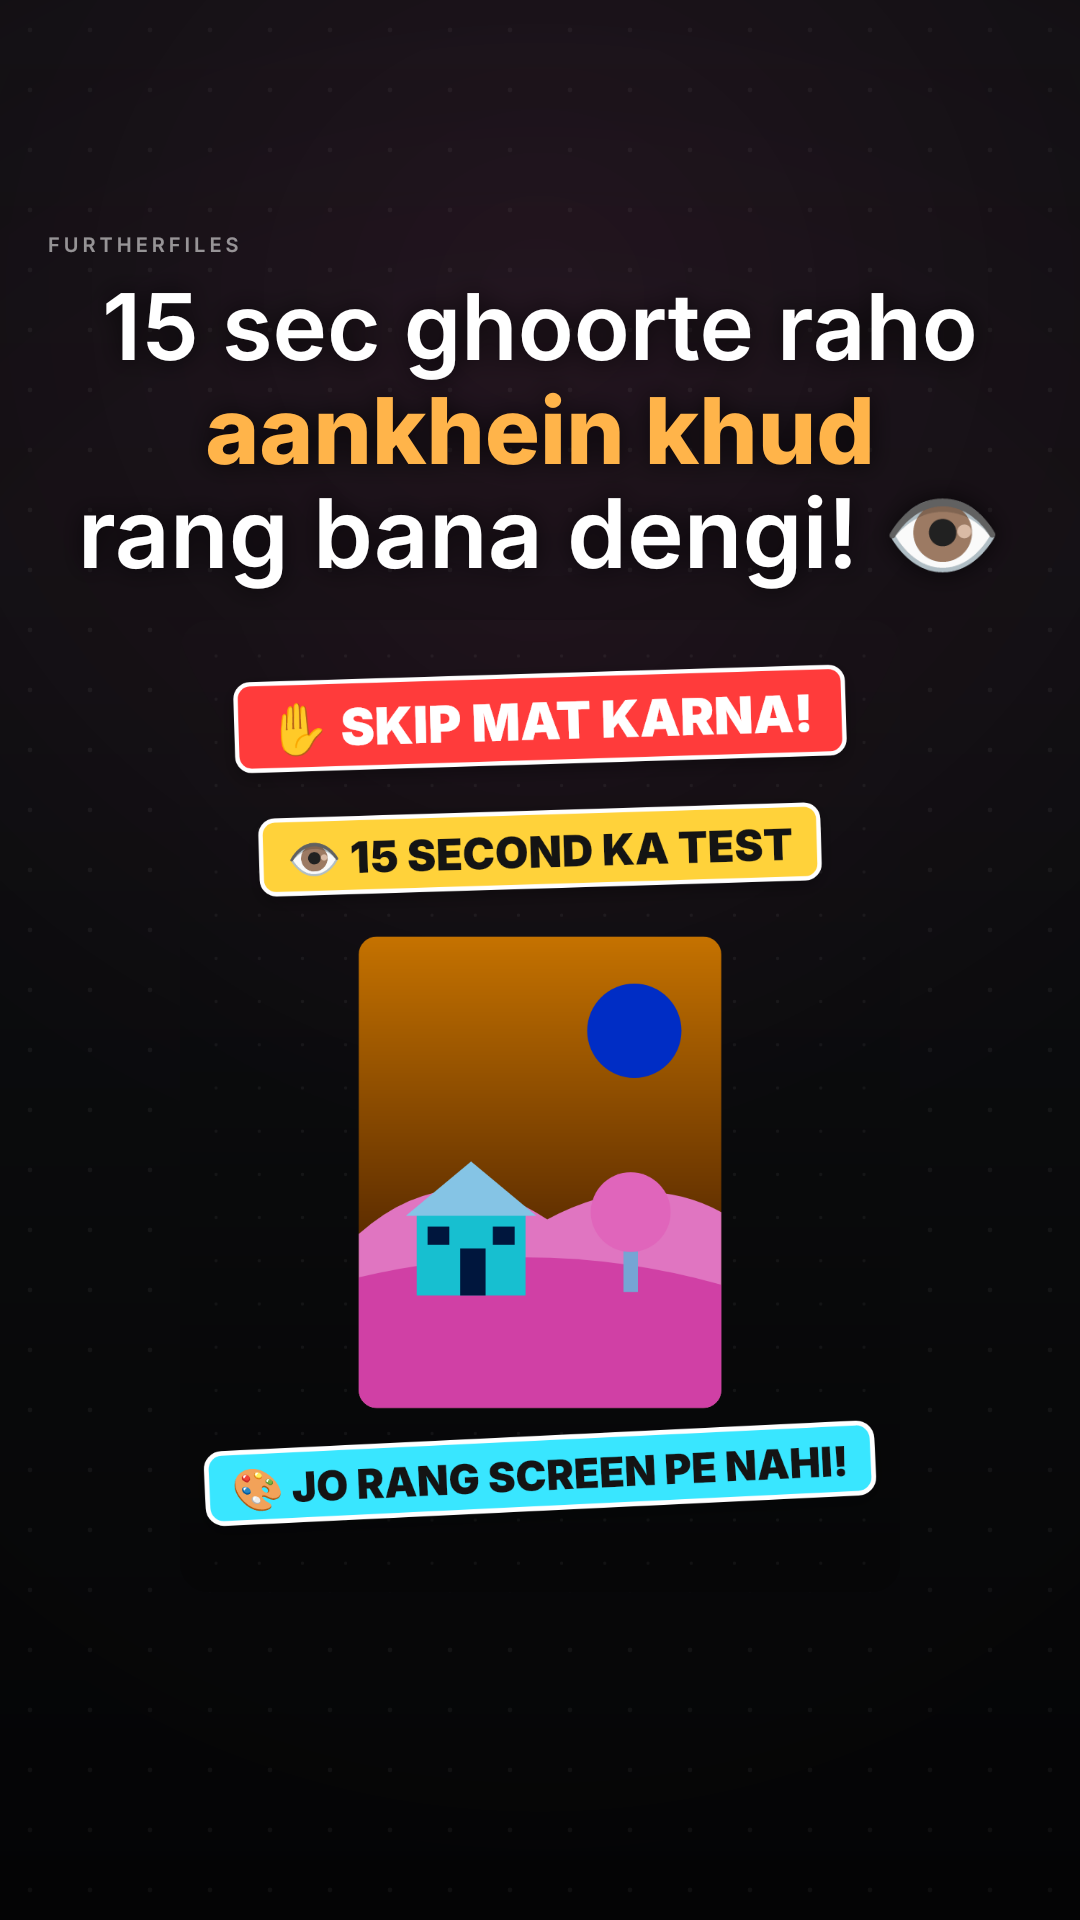 FURTHERFILES
15 sec ghoorte raho
aankhein khud
rang bana dengi! 👁️
✋ SKIP MAT KARNA!
👁️ 15 SECOND KA TEST
🎨 JO RANG SCREEN PE NAHI!